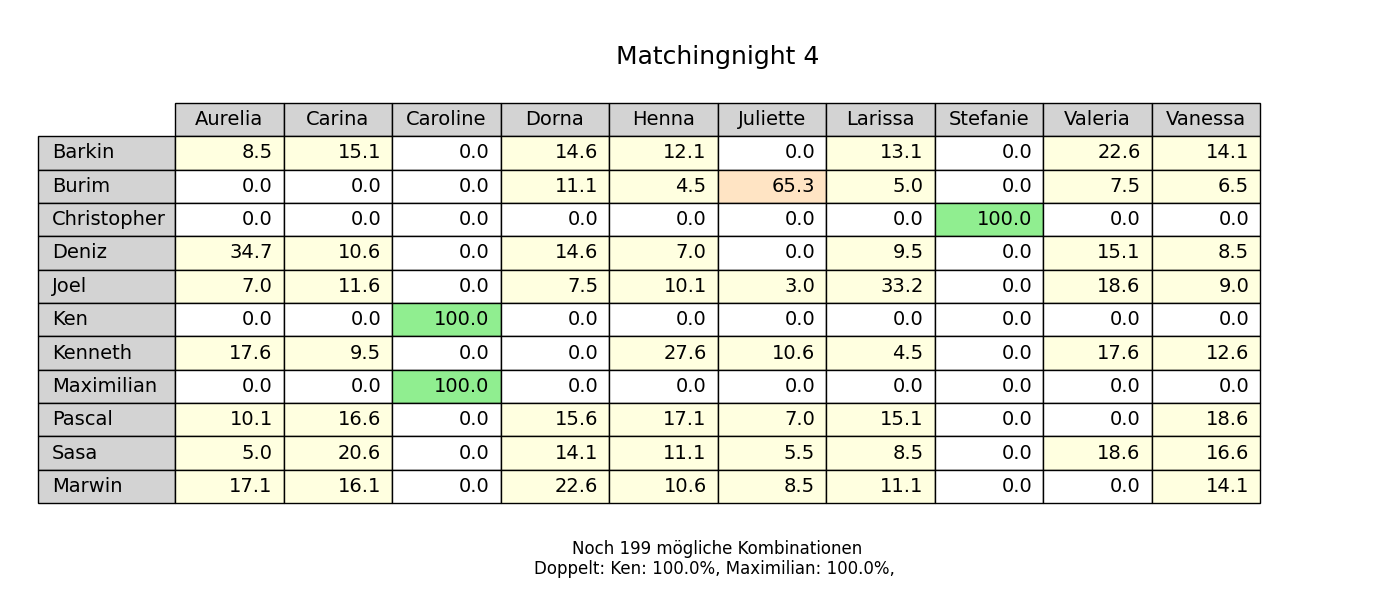 Matchingnight 4
Aurelia Carina Caroline Dorna Henna Juliette Larissa Stefanie Valeria Vanessa
Barkin 8.5 15.1 0.0 14.6 12.1 0.0 13.1 0.0 22.6 14.1
Burim 0.0 0.0 0.0 11.1 4.5 65.3 5.0 0.0 7.5 6.5
Christopher 0.0 0.0 0.0 0.0 0.0 0.0 0.0 100.0 0.0 0.0
Deniz 34.7 10.6 0.0 14.6 7.0 0.0 9.5 0.0 15.1 8.5
Joel 7.0 11.6 0.0 7.5 10.1 3.0 33.2 0.0 18.6 9.0
Ken 0.0 0.0 100.0 0.0 0.0 0.0 0.0 0.0 0.0 0.0
Kenneth 17.6 9.5 0.0 0.0 27.6 10.6 4.5 0.0 17.6 12.6
Maximilian 0.0 0.0 100.0 0.0 0.0 0.0 0.0 0.0 0.0 0.0
Pascal 10.1 16.6 0.0 15.6 17.1 7.0 15.1 0.0 0.0 18.6
Sasa 5.0 20.6 0.0 14.1 11.1 5.5 8.5 0.0 18.6 16.6
Marwin 17.1 16.1 0.0 22.6 10.6 8.5 11.1 0.0 0.0 14.1
Noch 199 mögliche Kombinationen
Doppelt: Ken: 100.0%, Maximilian: 100.0%,